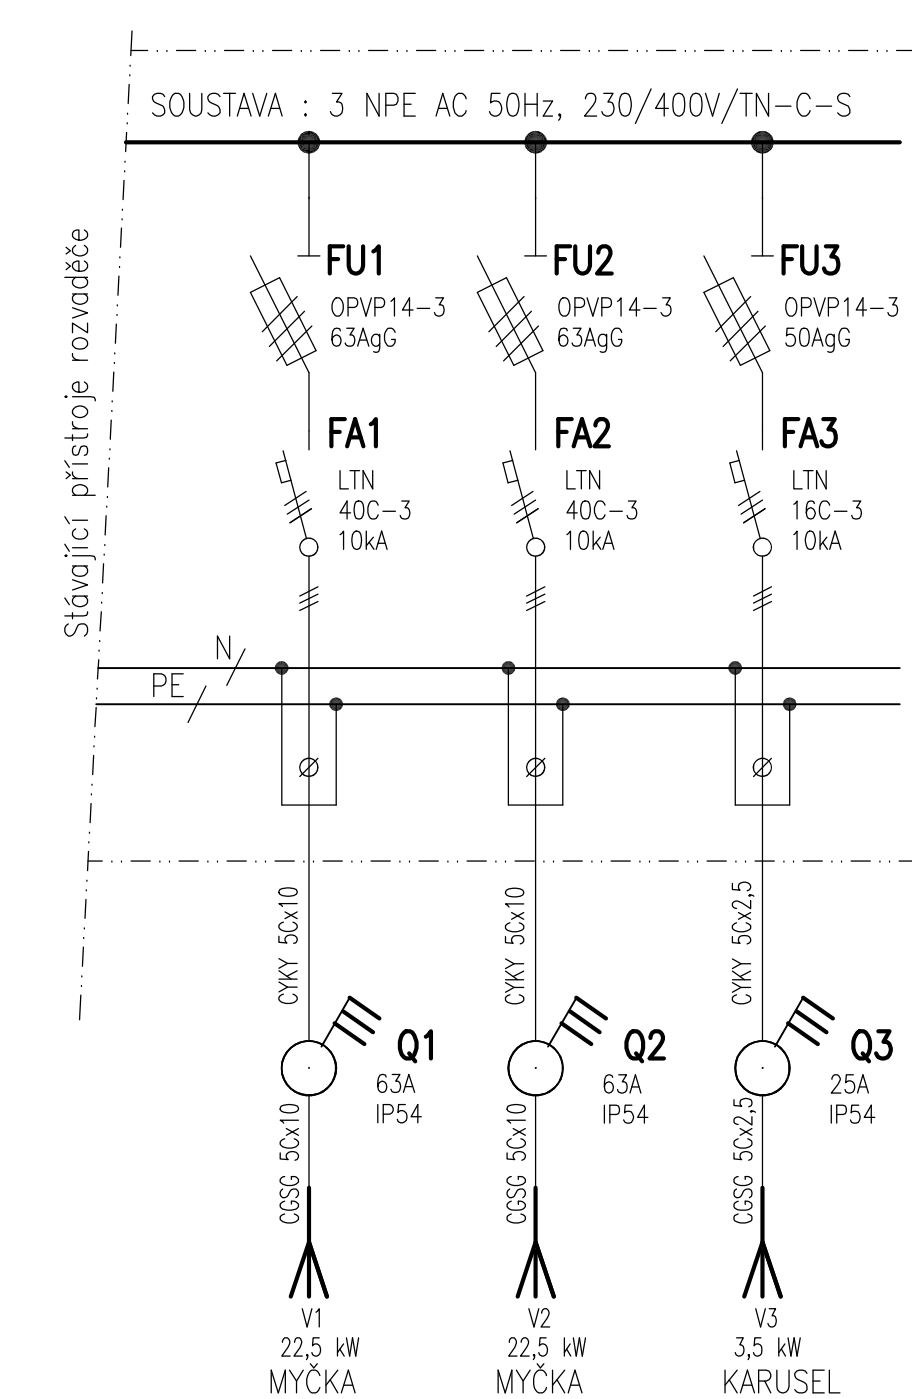 SOUSTAVA : 3 NPE AC 50Hz, 230/400V/TN-C-S
Stávající přístroje rozvaděče
FU1
OPVP14-3
63AgG
FU2
OPVP14-3
63AgG
FU3
OPVP14-3
50AgG
FA1
LTN
40C-3
10kA
FA2
LTN
40C-3
10kA
FA3
LTN
16C-3
10kA
N
PE
CYKY 5Cx10
CYKY 5Cx10
CYKY 5Cx2,5
Q1
63A
IP54
Q2
63A
IP54
Q3
25A
IP54
CGSG 5Cx10
CGSG 5Cx10
CGSG 5Cx2,5
V1
22,5 kW
MYČKA
V2
22,5 kW
MYČKA
V3
3,5 kW
KARUSEL